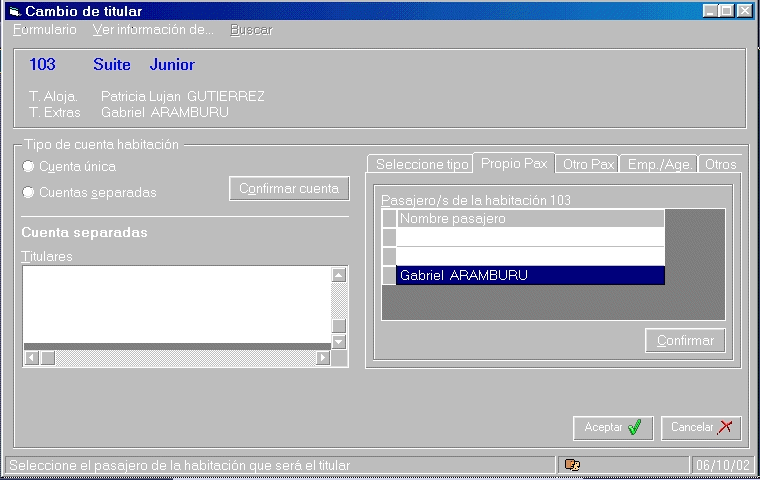 Cambio de titular
Formulario Ver información de... Buscar
103 Suite Junior
T. Aloja. Patricia Lujan GUTIERREZ
T. Extras Gabriel ARAMBURU
Tipo de cuenta habitación
Cuenta única
Cuentas separadas
Confirmar cuenta
Cuenta separadas
Titulares
Seleccione tipo Propio Pax Otro Pax Emp./Age. Otros
Pasajero/s de la habitación 103
Nombre pasajero
Gabriel ARAMBURU
Confirmar
Aceptar Cancelar
Seleccione el pasajero de la habitación que será el titular 06/10/02